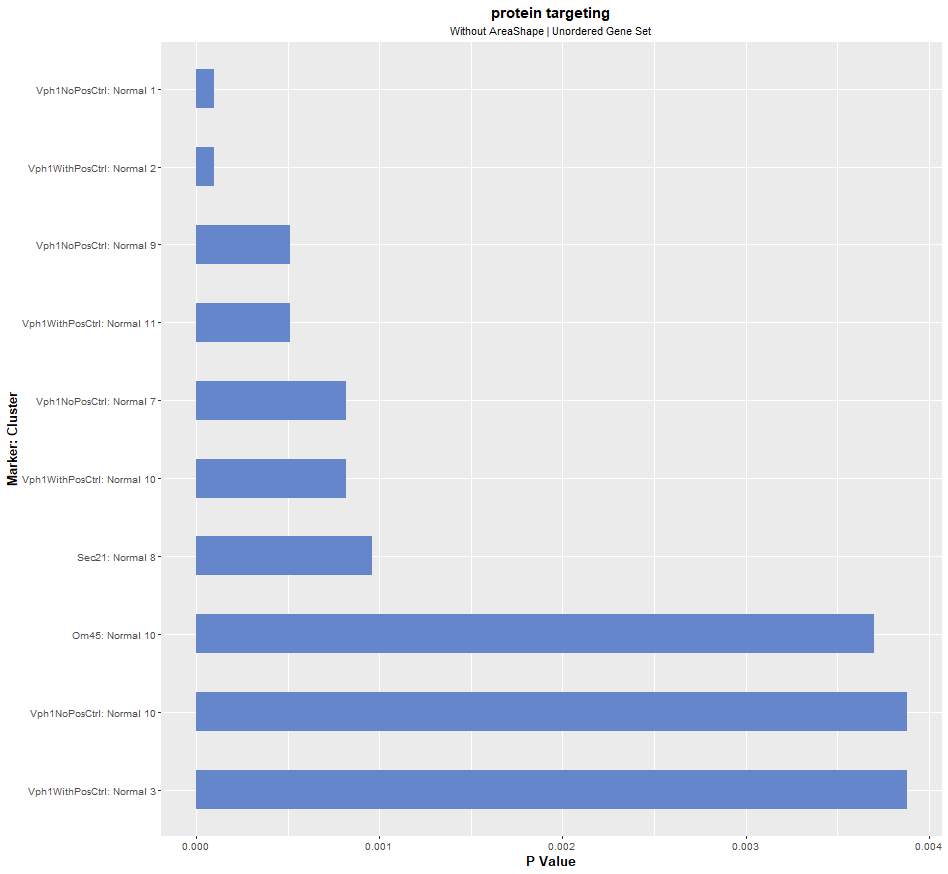 protein targeting
Without AreaShape | Unordered Gene Set
Marker: Cluster
Vph1NoPosCtrl: Normal 1
Vph1WithPosCtrl: Normal 2
Vph1NoPosCtrl: Normal 9
Vph1WithPosCtrl: Normal 11
Vph1NoPosCtrl: Normal 7
Vph1WithPosCtrl: Normal 10
Sec21: Normal 8
Om45: Normal 10
Vph1NoPosCtrl: Normal 10
Vph1WithPosCtrl: Normal 3
0.000 0.001 0.002 0.003 0.004
P Value